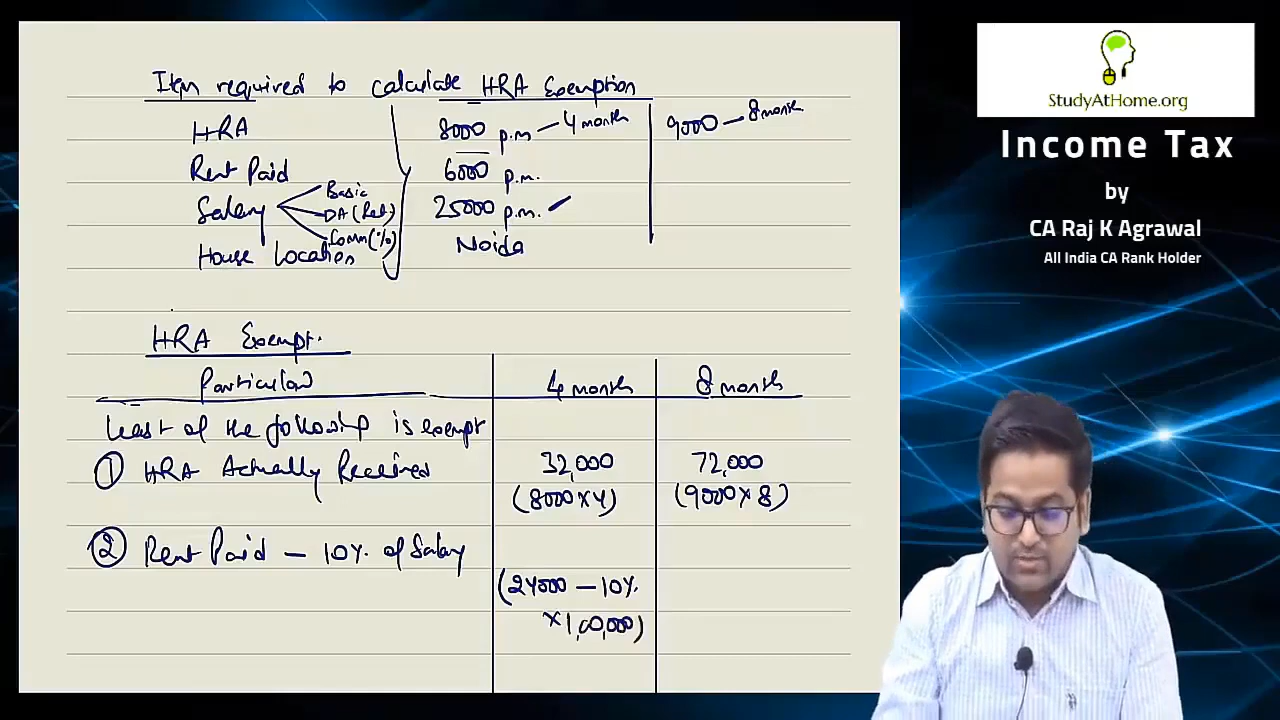 Item required to calculate HRA Exemption
HRA 8000 p.m — 4 month 9000 — 8 month
Rent Paid 6000 p.m.
Salary Basic DA (Ret) Comm (%) 25000 p.m.
House Location Noida
HRA Exempt.
Particular 4 month 8 month
Least of the following is exempt
① HRA Actually Received 32,000 72,000
(8000 × 4) (9000 × 8)
② Rent Paid — 10% of Salary
(24000 — 10%
× 1,00,000)
StudyAtHome.org
Income Tax
by
CA Raj K Agrawal
All India CA Rank Holder